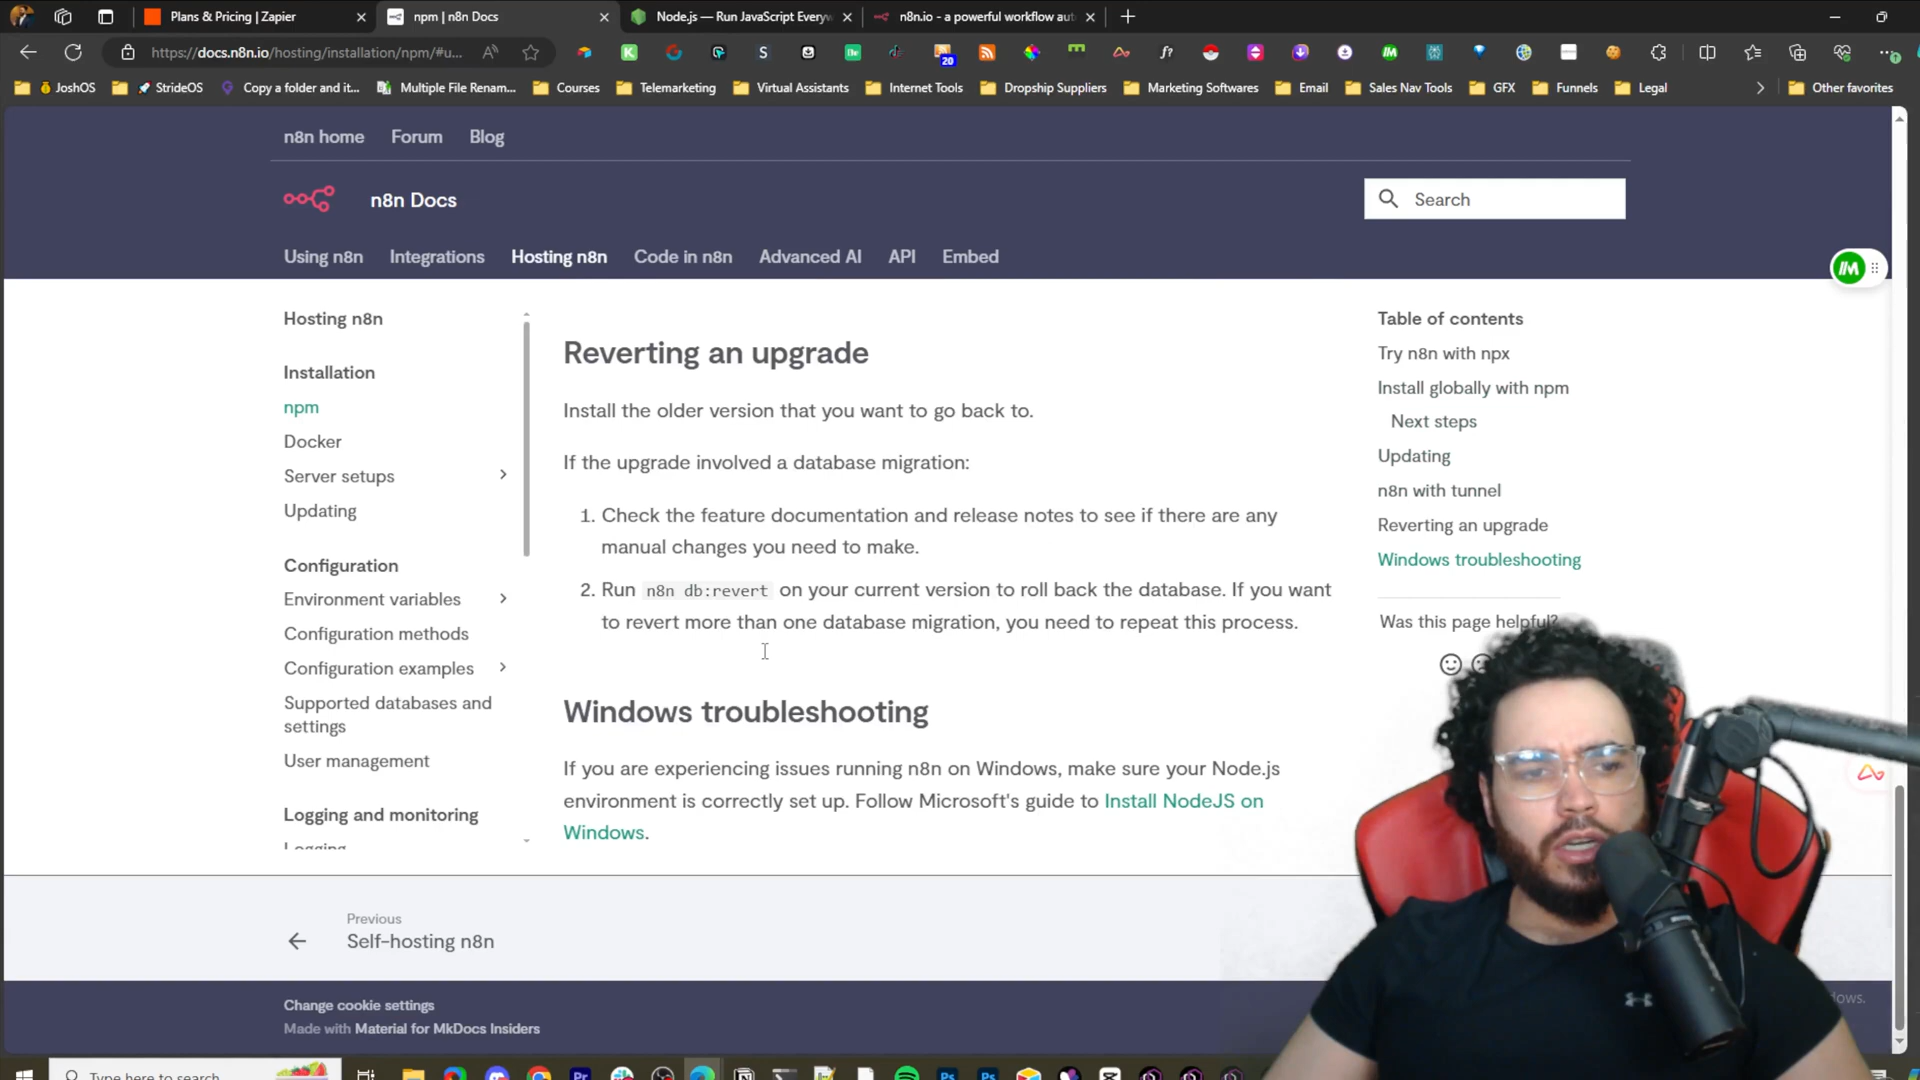 Plans & Pricing | Zapier
npm | n8n Docs
Node.js — Run JavaScript Everyw
n8n.io - a powerful workflow aut
https://docs.n8n.io/hosting/installation/npm/#u...
20
JoshOS
StrideOS
Copy a folder and it...
Multiple File Renam...
Courses
Telemarketing
Virtual Assistants
Internet Tools
Dropship Suppliers
Marketing Softwares
Email
Sales Nav Tools
GFX
Funnels
Legal
Other favorites
n8n home
Forum
Blog
n8n Docs
Search
Using n8n
Integrations
Hosting n8n
Code in n8n
Advanced AI
API
Embed
Hosting n8n
Installation
npm
Docker
Server setups
Updating
Configuration
Environment variables
Configuration methods
Configuration examples
Supported databases and
settings
User management
Logging and monitoring
Logging
Reverting an upgrade
Install the older version that you want to go back to.
If the upgrade involved a database migration:
1. Check the feature documentation and release notes to see if there are any
manual changes you need to make.
2. Run n8n db:revert on your current version to roll back the database. If you want
to revert more than one database migration, you need to repeat this process.
Windows troubleshooting
If you are experiencing issues running n8n on Windows, make sure your Node.js
environment is correctly set up. Follow Microsoft's guide to Install NodeJS on
Windows.
Table of contents
Try n8n with npx
Install globally with npm
Next steps
Updating
n8n with tunnel
Reverting an upgrade
Windows troubleshooting
Was this page helpful?
Previous
Self-hosting n8n
Change cookie settings
Made with Material for MkDocs Insiders
Type here to search